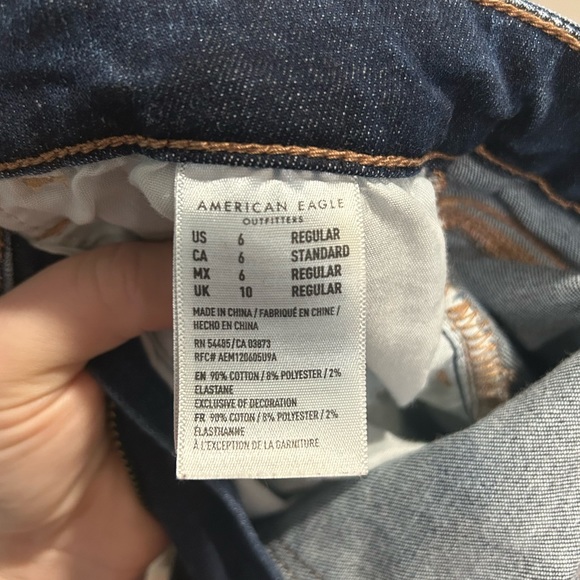 AMERICAN EAGLE
OUTFITTERS
US 6 REGULAR
CA 6 STANDARD
MX 6 REGULAR
UK 10 REGULAR
MADE IN CHINA / FABRIQUÉ EN CHINE /
HECHO EN CHINA
RN 54485/CA 03873
RFC# AEM120605U9A
EN 90% COTTON / 8% POLYESTER / 2%
ELASTANE
EXCLUSIVE OF DECORATION
FR 90% COTON / 8% POLYESTER / 2%
ÉLASTHANNE
À L'EXCEPTION DE LA GARNITURE